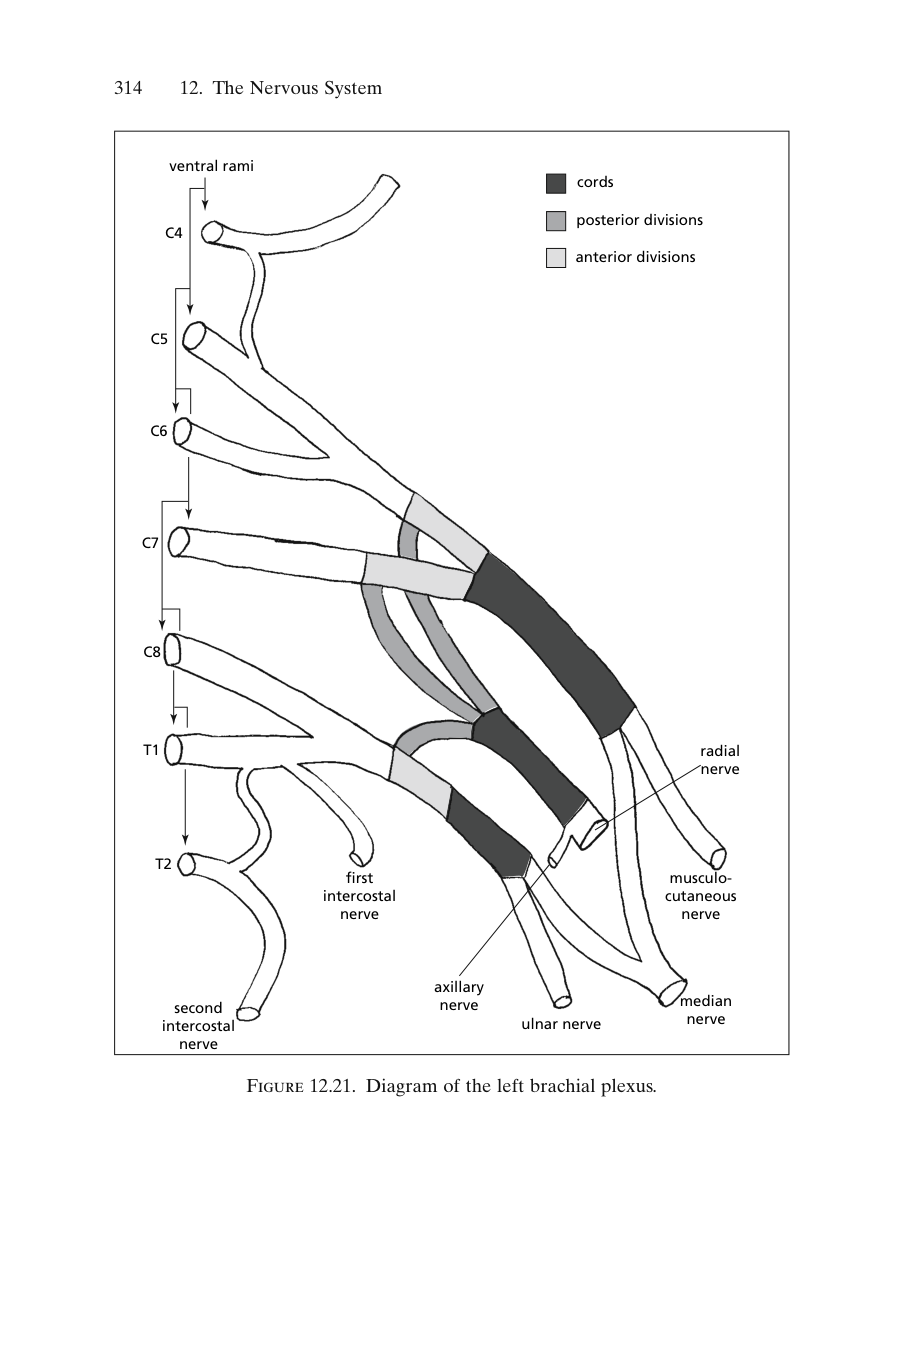 314 12. The Nervous System
ventral rami
cords
posterior divisions
anterior divisions
C4
C5
C6
C7
C8
T1
T2
radial
nerve
first
intercostal
nerve
musculo-
cutaneous
nerve
axillary
nerve
second
intercostal
nerve
ulnar nerve
median
nerve
FIGURE 12.21. Diagram of the left brachial plexus.